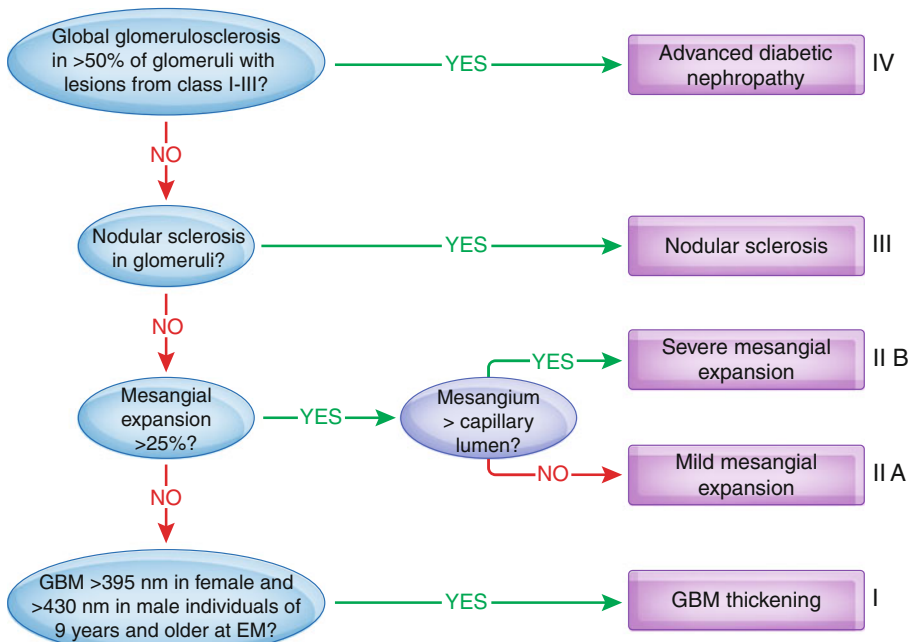 Global glomerulosclerosis
in >50% of glomeruli with
lesions from class I-III?
YES
Advanced diabetic
nephropathy
IV
NO
Nodular sclerosis
in glomeruli?
YES
Nodular sclerosis
III
NO
Mesangial
expansion
>25%?
YES
Mesangium
> capillary
lumen?
YES
Severe mesangial
expansion
II B
NO
Mild mesangial
expansion
II A
NO
GBM >395 nm in female and
>430 nm in male individuals of
9 years and older at EM?
YES
GBM thickening
I